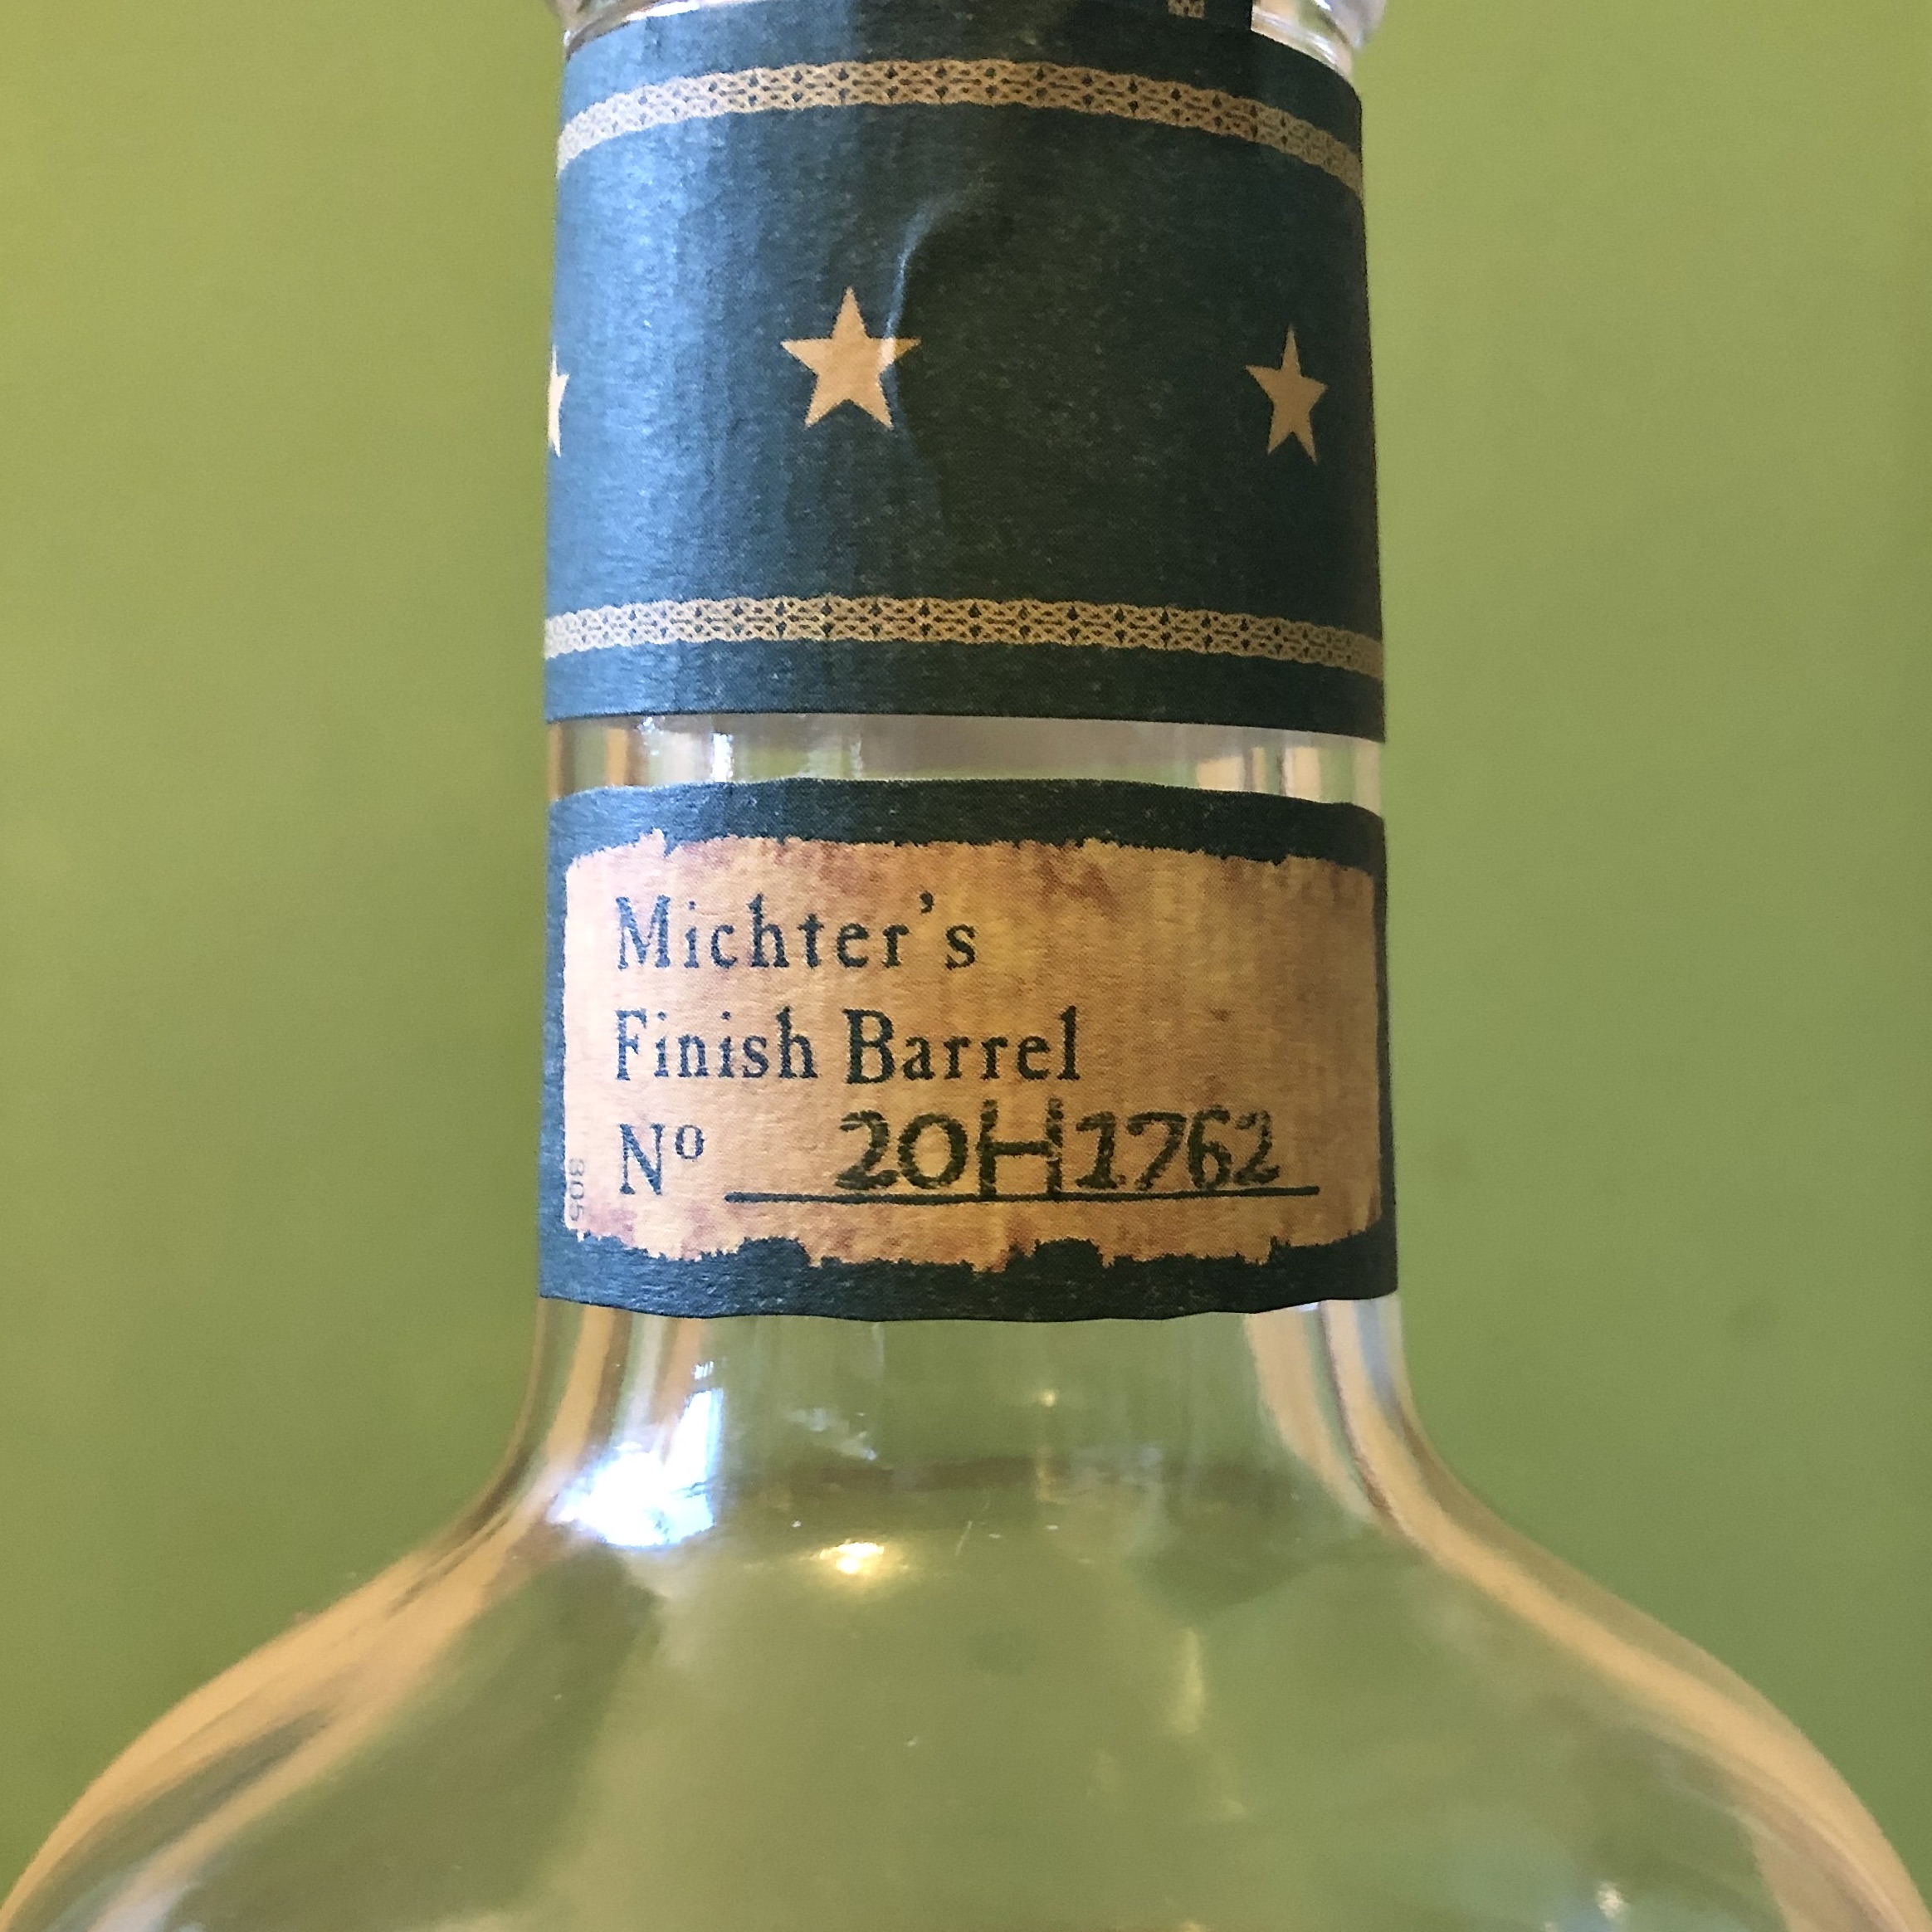 Michter's
Finish Barrel
Nº 20H1762
305